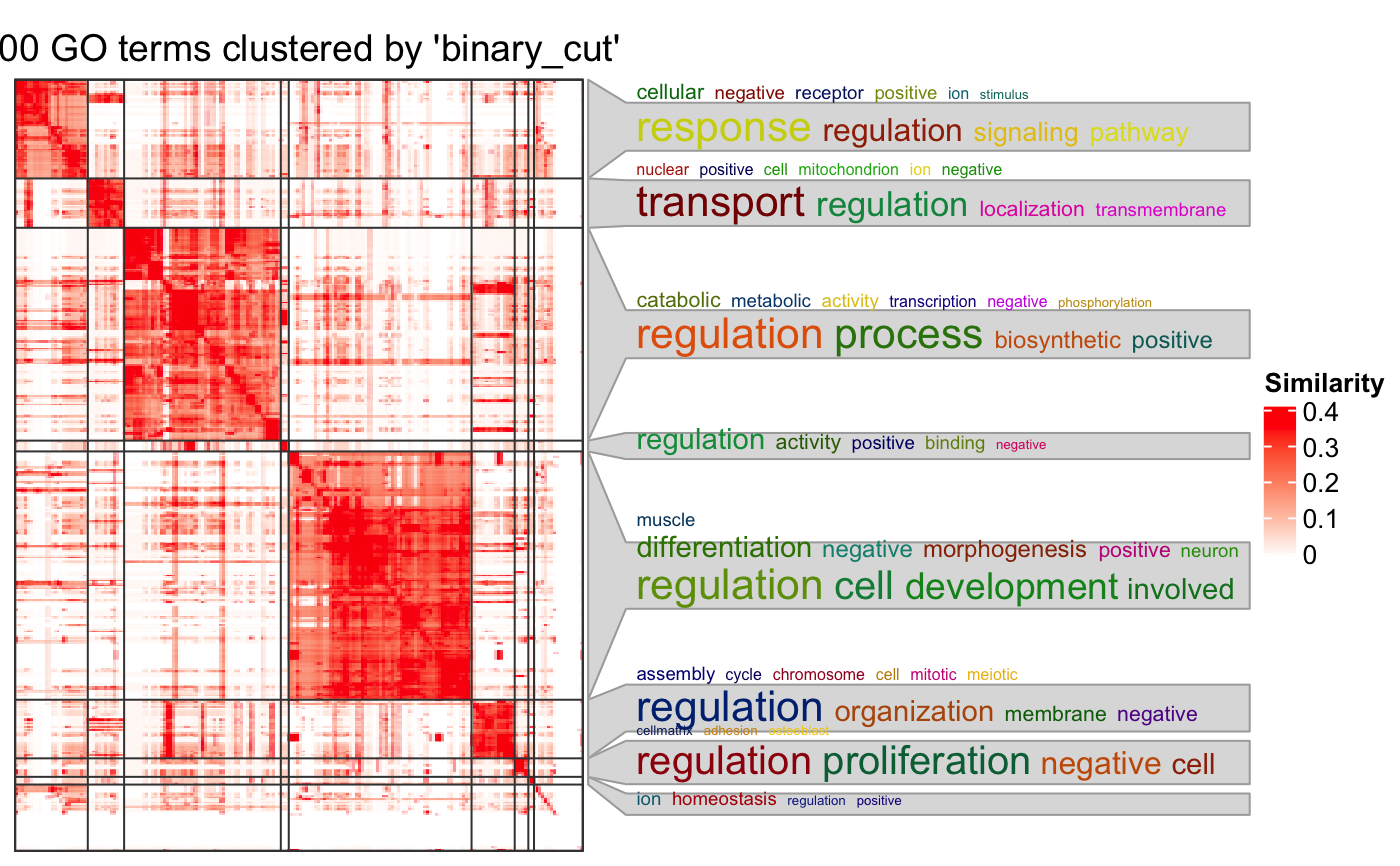 00 GO terms clustered by 'binary_cut'
cellular negative receptor positive ion stimulus
response regulation signaling pathway
nuclear positive cell mitochondrion ion negative
transport regulation localization transmembrane
catabolic metabolic activity transcription negative phosphorylation
regulation process biosynthetic positive
regulation activity positive binding negative
muscle
differentiation negative morphogenesis positive neuron
regulation cell development involved
assembly cycle chromosome cell mitotic meiotic
regulation organization membrane negative
cellmatrix adhesion osteoblast
regulation proliferation negative cell
ion homeostasis regulation positive
Similarity
0.4
0.3
0.2
0.1
0